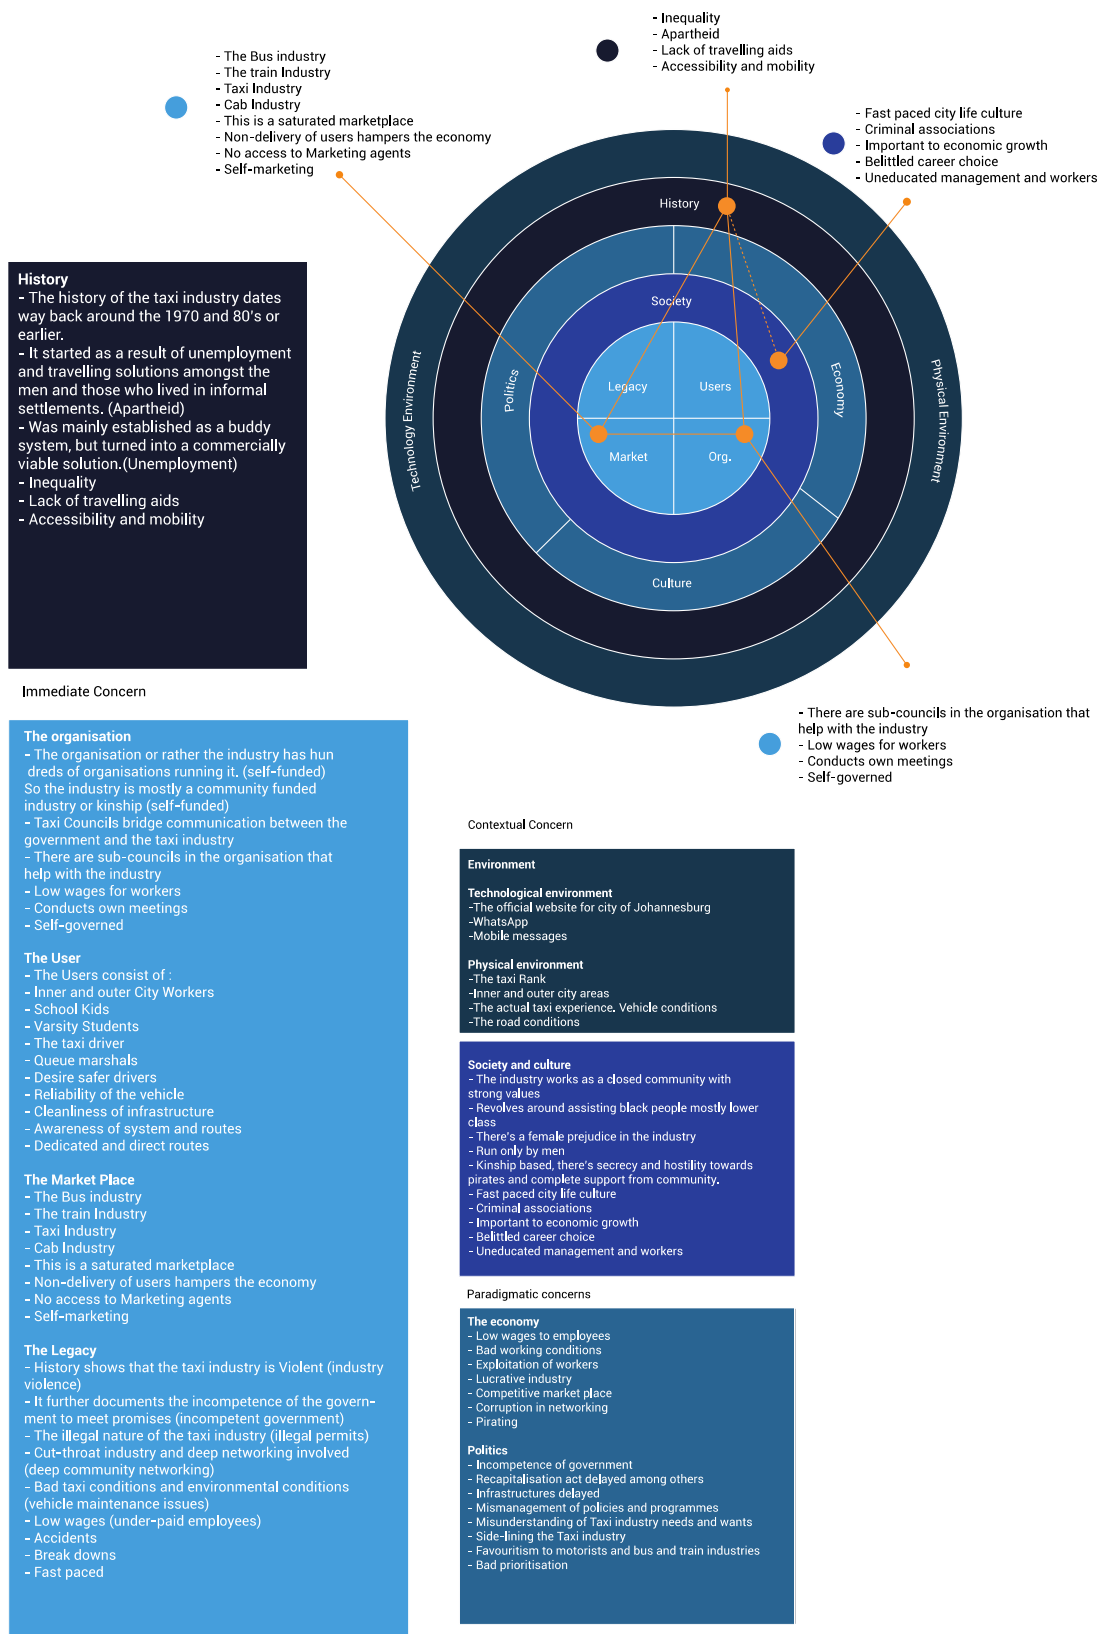 - Inequality
- Apartheid
- Lack of travelling aids
- Accessibility and mobility
- The Bus industry
- The train Industry
Taxi Industry
- Cab Industry
- This is a saturated marketplace
- Non-delivery of users hampers the economy
- No access to Marketing agents
- Self-marketing
- Fast paced city life culture
- Criminal associations
- Important to economic growth
- Belittled career choice
- Uneducated management and workers
History
Society
Legacy
Users
Market
Org.
Politics
Economy
Culture
Technology Environment
Physical Environment
History
- The history of the taxi industry dates
way back around the 1970 and 80's or
earlier.
- It started as a result of unemployment
and travelling solutions amongst the
men and those who lived in informal
settlements. (Apartheid)
- Was mainly established as a buddy
system, but turned into a commercially
viable solution.(Unemployment)
- Inequality
- Lack of travelling aids
- Accessibility and mobility
- There are sub-councils in the organisation that
help with the industry
- Low wages for workers
- Conducts own meetings
- Self-governed
Immediate Concern
The organisation
- The organisation or rather the industry has hun
dreds of organisations running it. (self-funded)
So the industry is mostly a community funded
industry or kinship (self-funded)
- Taxi Councils bridge communication between the
government and the taxi industry
- There are sub-councils in the organisation that
help with the industry
- Low wages for workers
- Conducts own meetings
- Self-governed
The User
- The Users consist of :
- Inner and outer City Workers
- School Kids
- Varsity Students
- The taxi driver
- Queue marshals
- Desire safer drivers
- Reliability of the vehicle
- Cleanliness of infrastructure
- Awareness of system and routes
- Dedicated and direct routes
The Market Place
- The Bus industry
- The train Industry
- Taxi Industry
- Cab Industry
- This is a saturated marketplace
- Non-delivery of users hampers the economy
- No access to Marketing agents
- Self-marketing
The Legacy
- History shows that the taxi industry is Violent (industry
violence)
- It further documents the incompetence of the govern-
ment to meet promises (incompetent government)
- The illegal nature of the taxi industry (illegal permits)
- Cut-throat industry and deep networking involved
(deep community networking)
- Bad taxi conditions and environmental conditions
(vehicle maintenance issues)
- Low wages (under-paid employees)
- Accidents
- Break downs
- Fast paced
Contextual Concern
Environment
Technological environment
-The official website for city of Johannesburg
-WhatsApp
-Mobile messages
Physical environment
-The taxi Rank
-Inner and outer city areas
-The actual taxi experience. Vehicle conditions
-The road conditions
Society and culture
- The industry works as a closed community with
strong values
- Revolves around assisting black people mostly lower
class
- There's a female prejudice in the industry
- Run only by men
- Kinship based, there's secrecy and hostility towards
pirates and complete support from community.
- Fast paced city life culture
- Criminal associations
- Important to economic growth
- Belittled career choice
- Uneducated management and workers
Paradigmatic concerns
The economy
- Low wages to employees
- Bad working conditions
- Exploitation of workers
- Lucrative industry
- Competitive market place
- Corruption in networking
- Pirating
Politics
- Incompetence of government
- Recapitalisation act delayed among others
- Infrastructures delayed
- Mismanagement of policies and programmes
- Misunderstanding of Taxi industry needs and wants
- Side-lining the Taxi industry
- Favouritism to motorists and bus and train industries
- Bad prioritisation